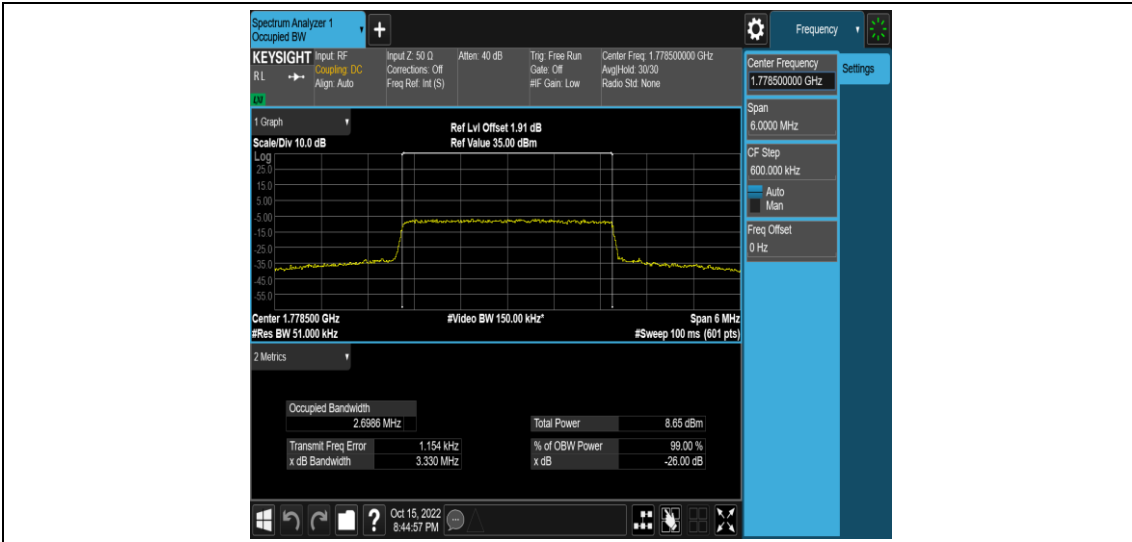 Spectrum Analyzer 1
Occupied BW
+
Frequency
KEYSIGHT
RL
LXI
Input: RF
Coupling: DC
Align: Auto
Input Z: 50 Ω
Corrections: Off
Freq Ref: Int (S)
Atten: 40 dB
Trig: Free Run
Gate: Off
#IF Gain: Low
Center Freq: 1.778500000 GHz
Avg|Hold: 30/30
Radio Std: None
Center Frequency
1.778500000 GHz
Settings
Span
6.0000 MHz
CF Step
600.000 kHz
Auto
Man
Freq Offset
0 Hz
1 Graph
Scale/Div 10.0 dB
Ref Lvl Offset 1.91 dB
Ref Value 35.00 dBm
Log
25.0
15.0
5.00
-5.00
-15.0
-25.0
-35.0
-45.0
-55.0
Center 1.778500 GHz
#Video BW 150.00 kHz*
Span 6 MHz
#Res BW 51.000 kHz
#Sweep 100 ms (601 pts)
2 Metrics
Occupied Bandwidth
2.6986 MHz
Transmit Freq Error 1.154 kHz
x dB Bandwidth 3.330 MHz
Total Power 8.65 dBm
% of OBW Power 99.00 %
x dB -26.00 dB
?
Oct 15, 2022
8:44:57 PM